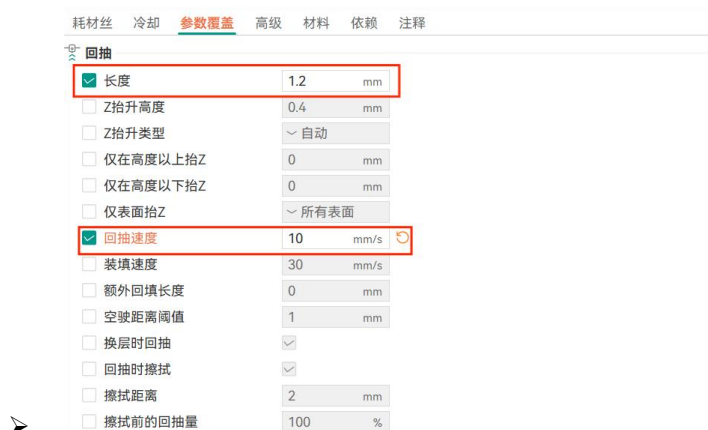 耗材丝 冷却 参数覆盖 高级 材料 依赖 注释
回抽
长度 1.2 mm
Z抬升高度 0.4 mm
Z抬升类型 自动
仅在高度以上抬Z 0 mm
仅在高度以下抬Z 0 mm
仅表面抬Z 所有表面
回抽速度 10 mm/s
装填速度 30 mm/s
额外回填长度 0 mm
空驶距离阈值 1 mm
换层时回抽
回抽时擦拭
擦拭距离 2 mm
擦拭前的回抽量 100 %